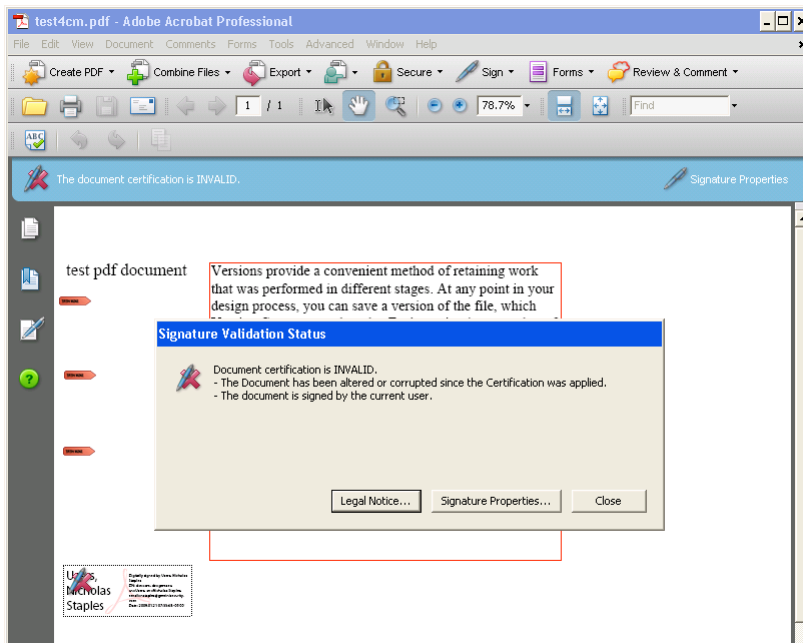 test4cm.pdf - Adobe Acrobat Professional
File Edit View Document Comments Forms Tools Advanced Window Help
Create PDF Combine Files Export Secure Sign Forms Review & Comment
1 / 1 78.7% Find
ABC
The document certification is INVALID. Signature Properties
test pdf document
Versions provide a convenient method of retaining work
that was performed in different stages. At any point in your
design process, you can save a version of the file, which
Signature Validation Status
Document certification is INVALID.
- The Document has been altered or corrupted since the Certification was applied.
- The document is signed by the current user.
Legal Notice... Signature Properties... Close
Nicholas
Staples